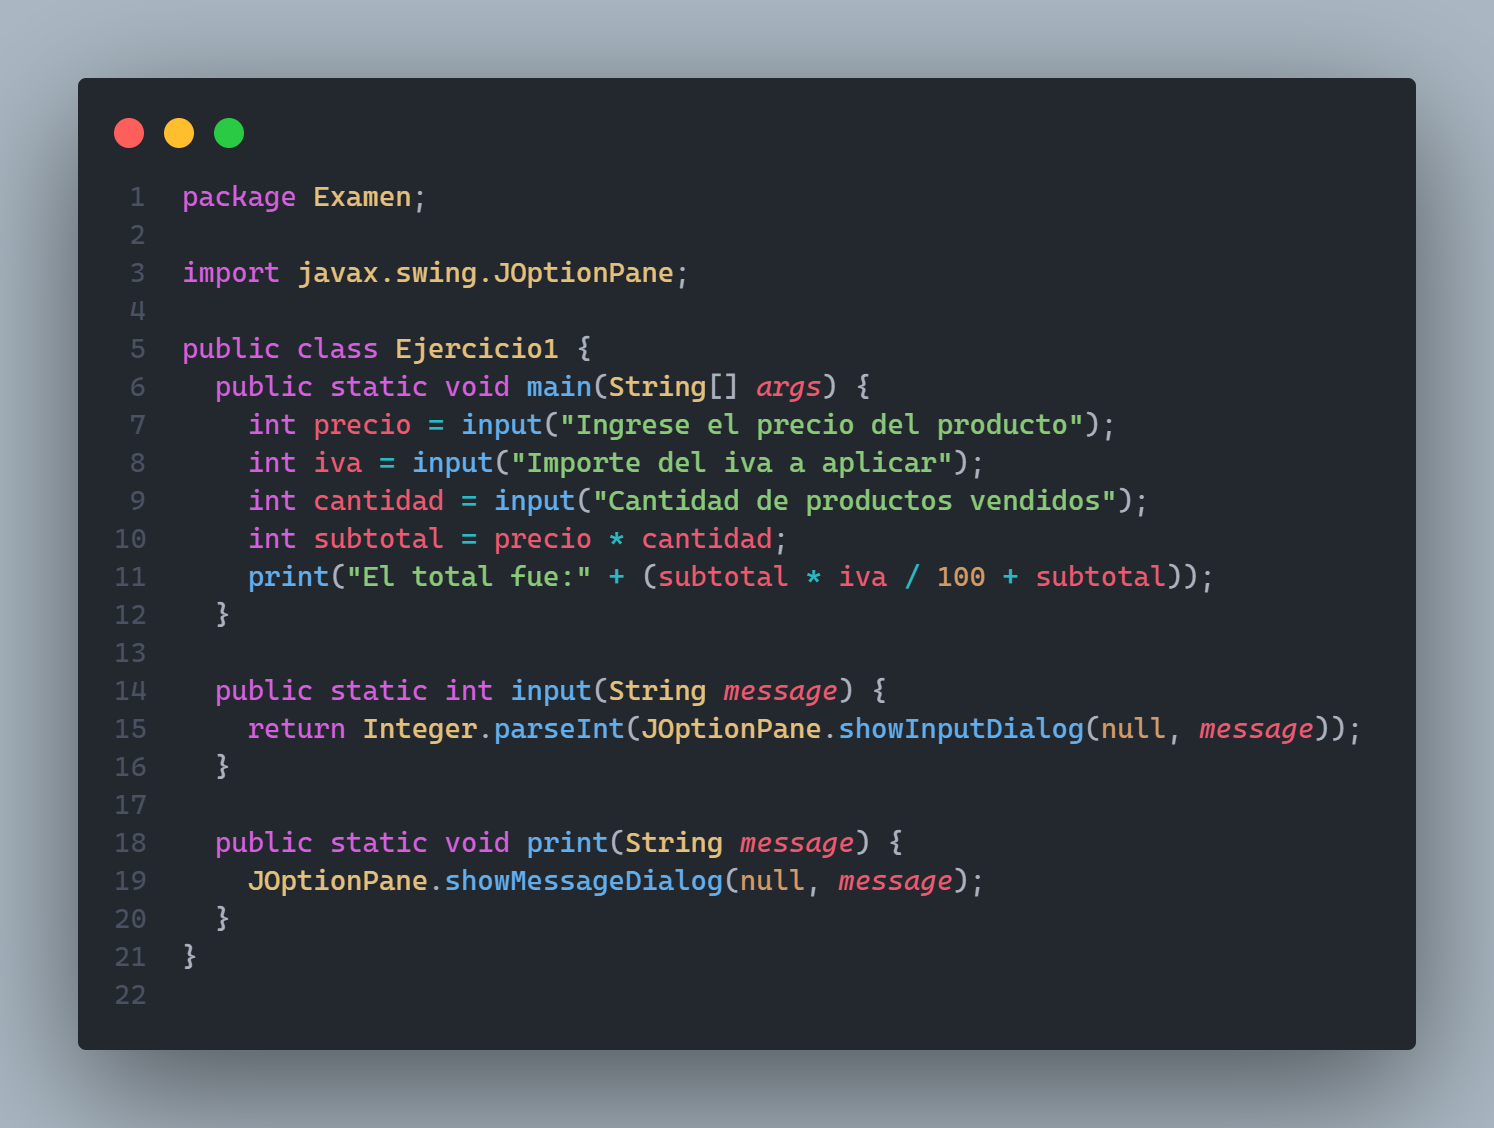 1 package Examen;
2
3 import javax.swing.JOptionPane;
4
5 public class Ejercicio1 {
6   public static void main(String[] args) {
7     int precio = input("Ingrese el precio del producto");
8     int iva = input("Importe del iva a aplicar");
9     int cantidad = input("Cantidad de productos vendidos");
10     int subtotal = precio * cantidad;
11     print("El total fue:" + (subtotal * iva / 100 + subtotal));
12   }
13
14   public static int input(String message) {
15     return Integer.parseInt(JOptionPane.showInputDialog(null, message));
16   }
17
18   public static void print(String message) {
19     JOptionPane.showMessageDialog(null, message);
20   }
21 }
22